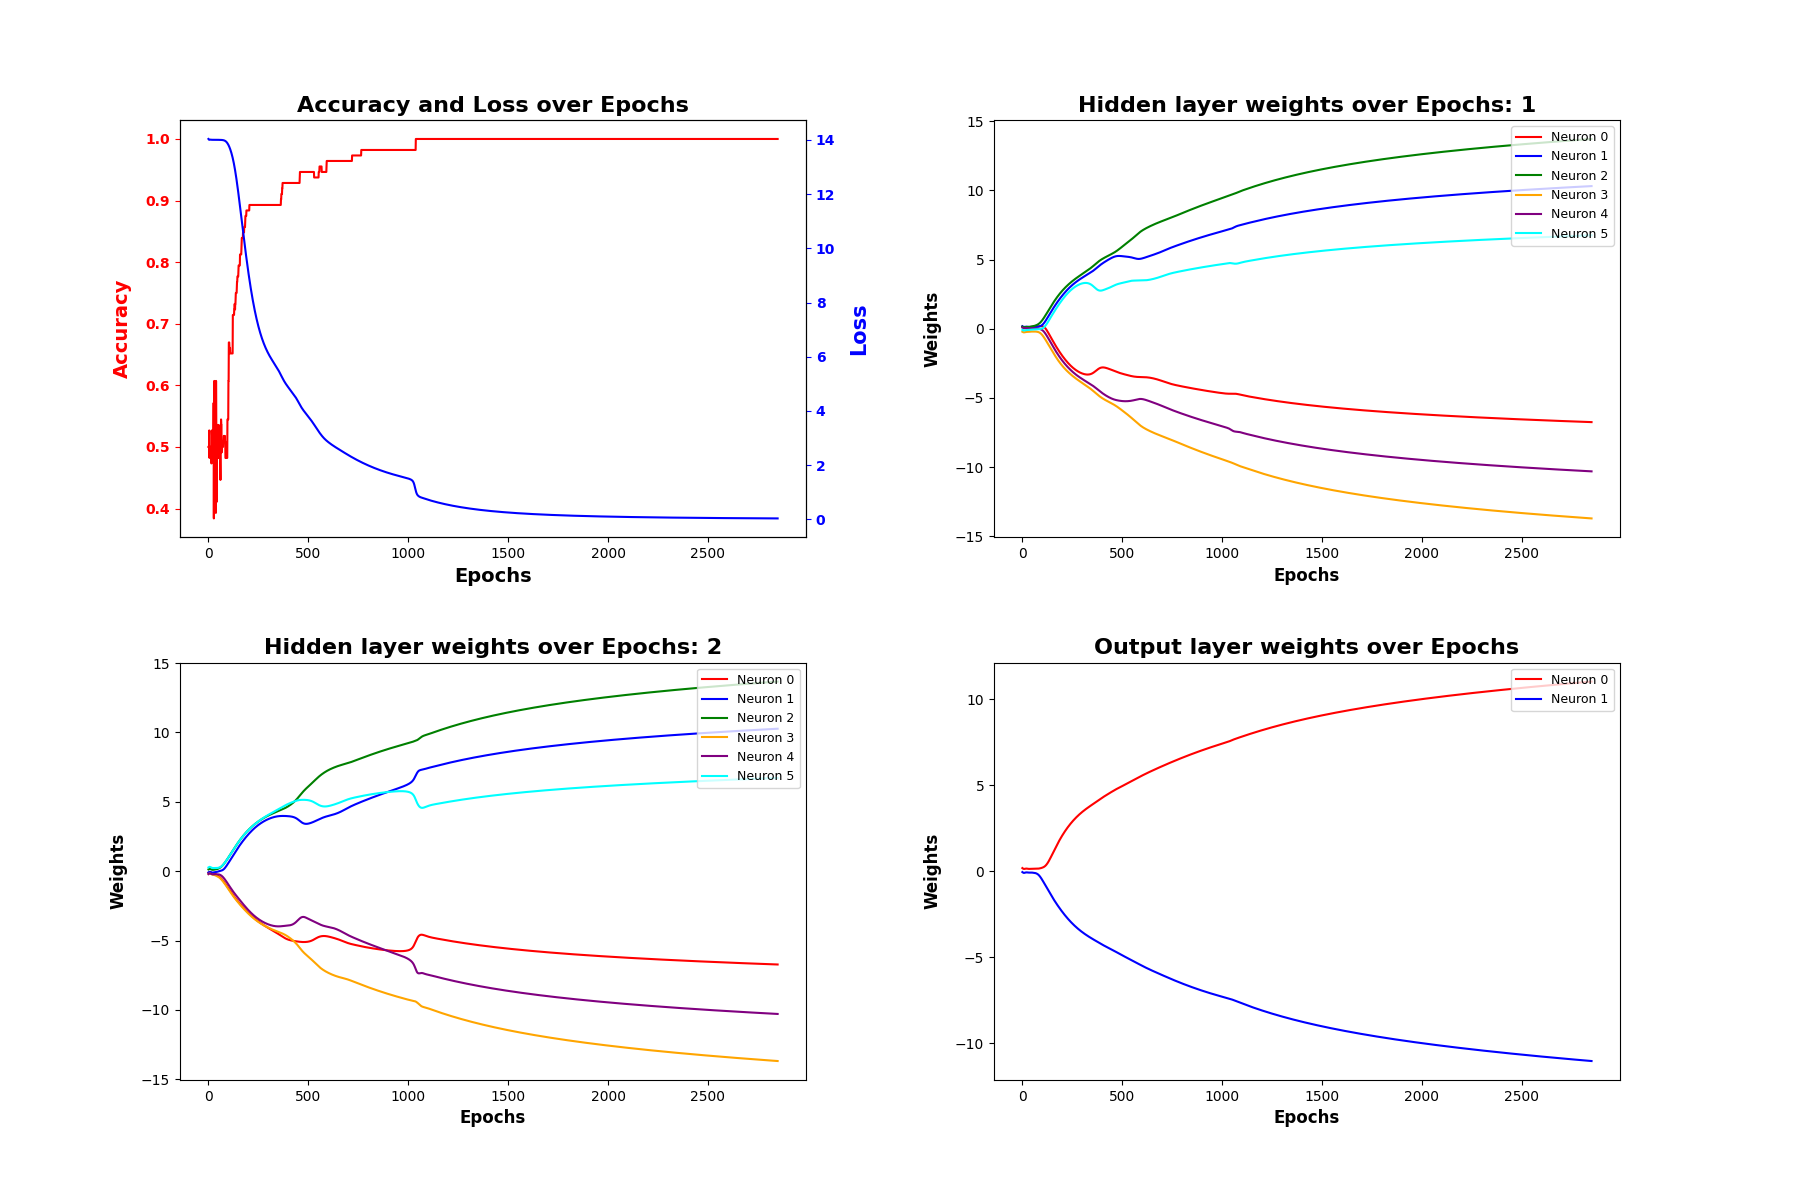 Accuracy and Loss over Epochs
1.0
0.9
0.8
0.7
0.6
0.5
0.4
Accuracy
14
12
10
8
6
4
2
0
Loss
0 500 1000 1500 2000 2500
Epochs
Hidden layer weights over Epochs: 1
15
10
5
0
−5
−10
−15
Weights
Neuron 0
Neuron 1
Neuron 2
Neuron 3
Neuron 4
Neuron 5
0 500 1000 1500 2000 2500
Epochs
Hidden layer weights over Epochs: 2
15
10
5
0
−5
−10
−15
Weights
Neuron 0
Neuron 1
Neuron 2
Neuron 3
Neuron 4
Neuron 5
0 500 1000 1500 2000 2500
Epochs
Output layer weights over Epochs
10
5
0
−5
−10
Weights
Neuron 0
Neuron 1
0 500 1000 1500 2000 2500
Epochs